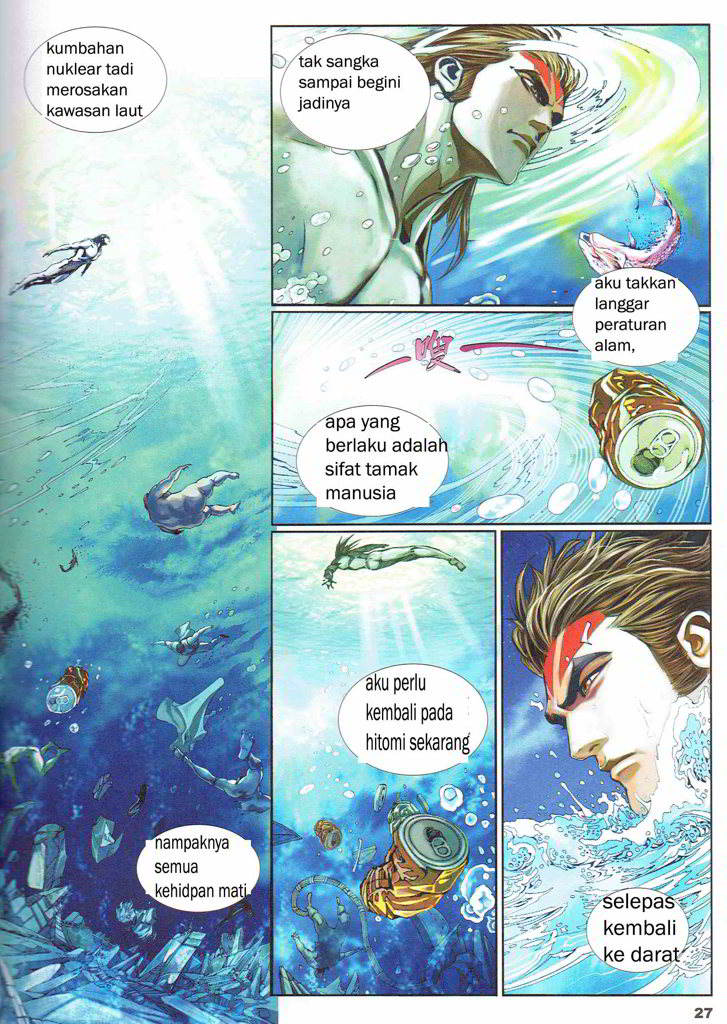 kumbahan
nuklear tadi
merosakan
kawasan laut
nampaknya
semua
kehidpan mati
tak sangka
sampai begini
jadinya
aku takkan
langgar
peraturan
alam,
嗖
apa yang
berlaku adalah
sifat tamak
manusia
aku perlu
kembali pada
hitomi sekarang
selepas
kembali
ke darat
27